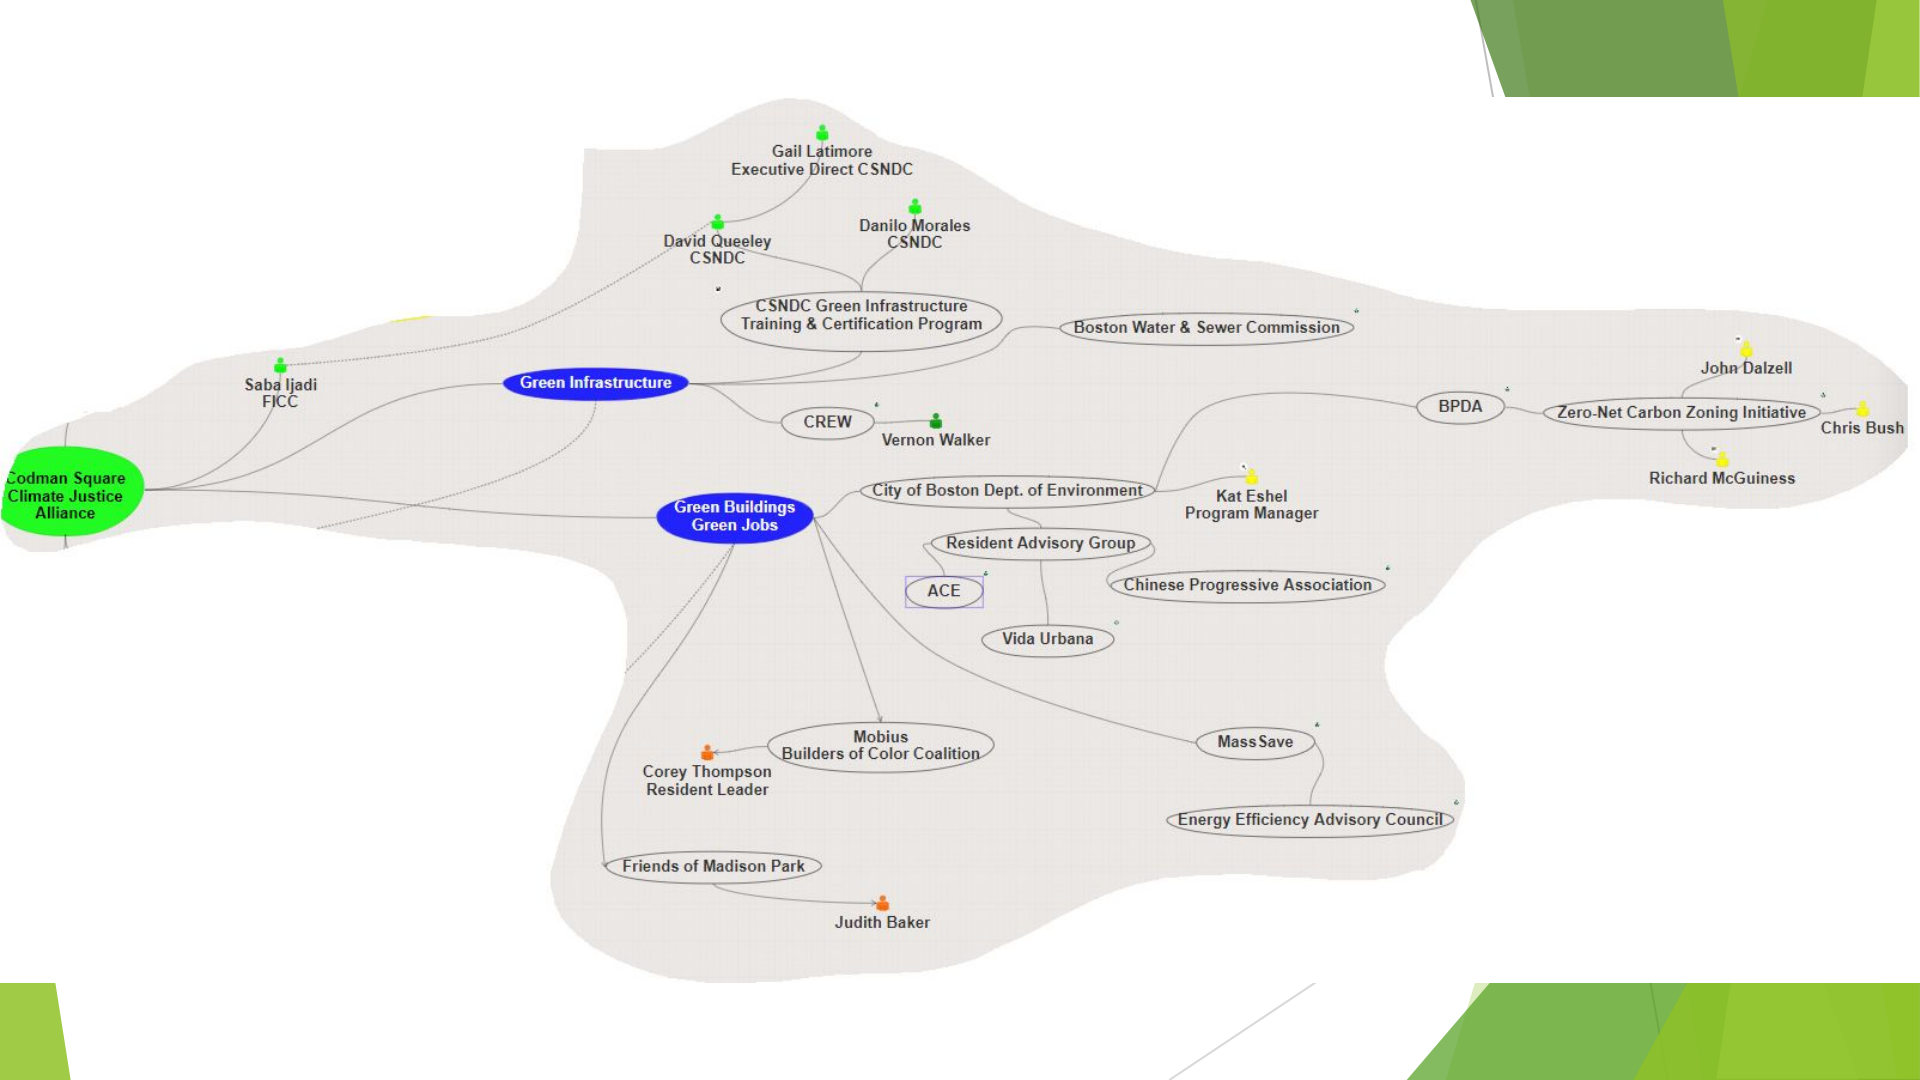 Gail Latimore
Executive Direct CSNDC
Danilo Morales
CSNDC
David Queeley
CSNDC
CSNDC Green Infrastructure
Training & Certification Program
Boston Water & Sewer Commission
John Dalzell
Saba Ijadi
FICC
Green Infrastructure
BPDA
Zero-Net Carbon Zoning Initiative
Chris Bush
CREW
Vernon Walker
Richard McGuiness
Codman Square
Climate Justice
Alliance
City of Boston Dept. of Environment
Kat Eshel
Program Manager
Green Buildings
Green Jobs
Resident Advisory Group
ACE
Chinese Progressive Association
Vida Urbana
Mobius
Builders of Color Coalition
Mass Save
Corey Thompson
Resident Leader
Energy Efficiency Advisory Council
Friends of Madison Park
Judith Baker